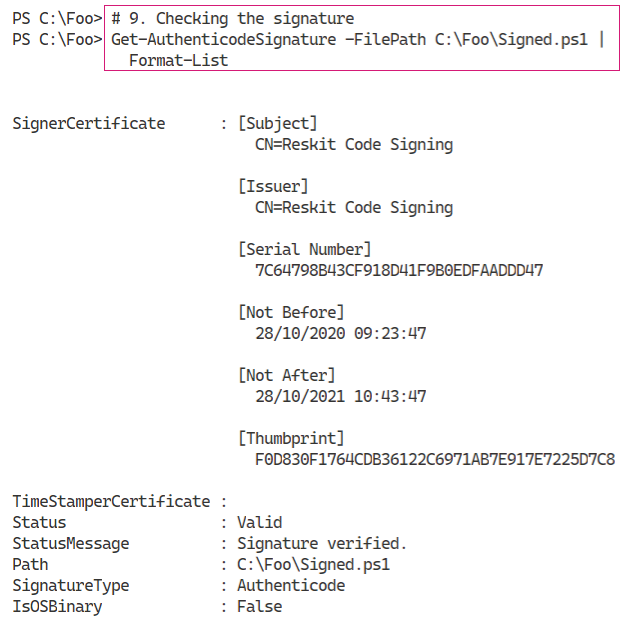 PS C:\Foo> # 9. Checking the signature
PS C:\Foo> Get-AuthenticodeSignature -FilePath C:\Foo\Signed.ps1 |
Format-List
SignerCertificate : [Subject]
CN=Reskit Code Signing
[Issuer]
CN=Reskit Code Signing
[Serial Number]
7C64798B43CF918D41F9B0EDFAADDD47
[Not Before]
28/10/2020 09:23:47
[Not After]
28/10/2021 10:43:47
[Thumbprint]
F0D830F1764CDB36122C6971AB7E917E7225D7C8
TimeStamperCertificate :
Status : Valid
StatusMessage : Signature verified.
Path : C:\Foo\Signed.ps1
SignatureType : Authenticode
IsOSBinary : False